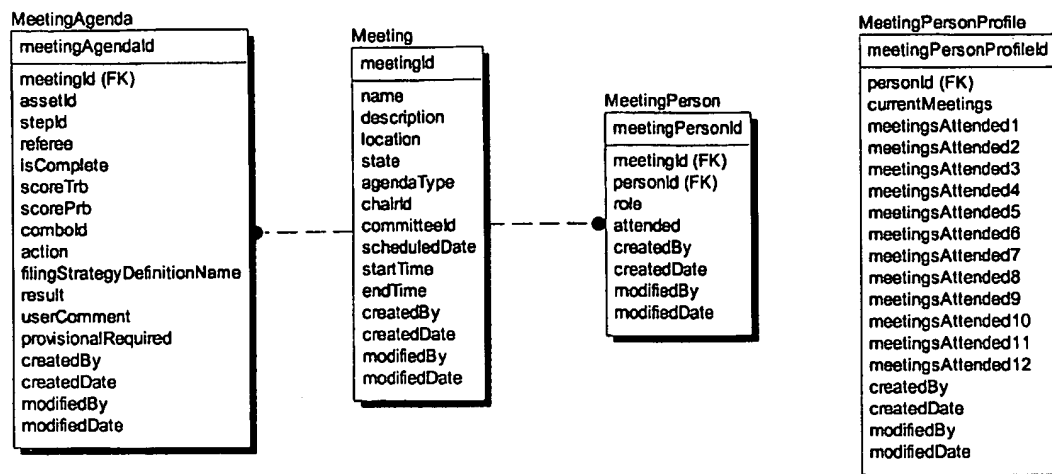 MeetingAgenda
meetingAgendaId
meetingId (FK)
assetId
stepId
referee
isComplete
scoreTrb
scorePrb
comboId
action
filingStrategyDefinitionName
result
userComment
provisionalRequired
createdBy
createdDate
modifiedBy
modifiedDate
Meeting
meetingId
name
description
location
state
agendaType
chairId
committeeId
scheduledDate
startTime
endTime
createdBy
createdDate
modifiedBy
modifiedDate
MeetingPerson
meetingPersonId
meetingId (FK)
personId (FK)
role
attended
createdBy
createdDate
modifiedBy
modifiedDate
MeetingPersonProfile
meetingPersonProfileId
personId (FK)
currentMeetings
meetingsAttended1
meetingsAttended2
meetingsAttended3
meetingsAttended4
meetingsAttended5
meetingsAttended6
meetingsAttended7
meetingsAttended8
meetingsAttended9
meetingsAttended10
meetingsAttended11
meetingsAttended12
createdBy
createdDate
modifiedBy
modifiedDate